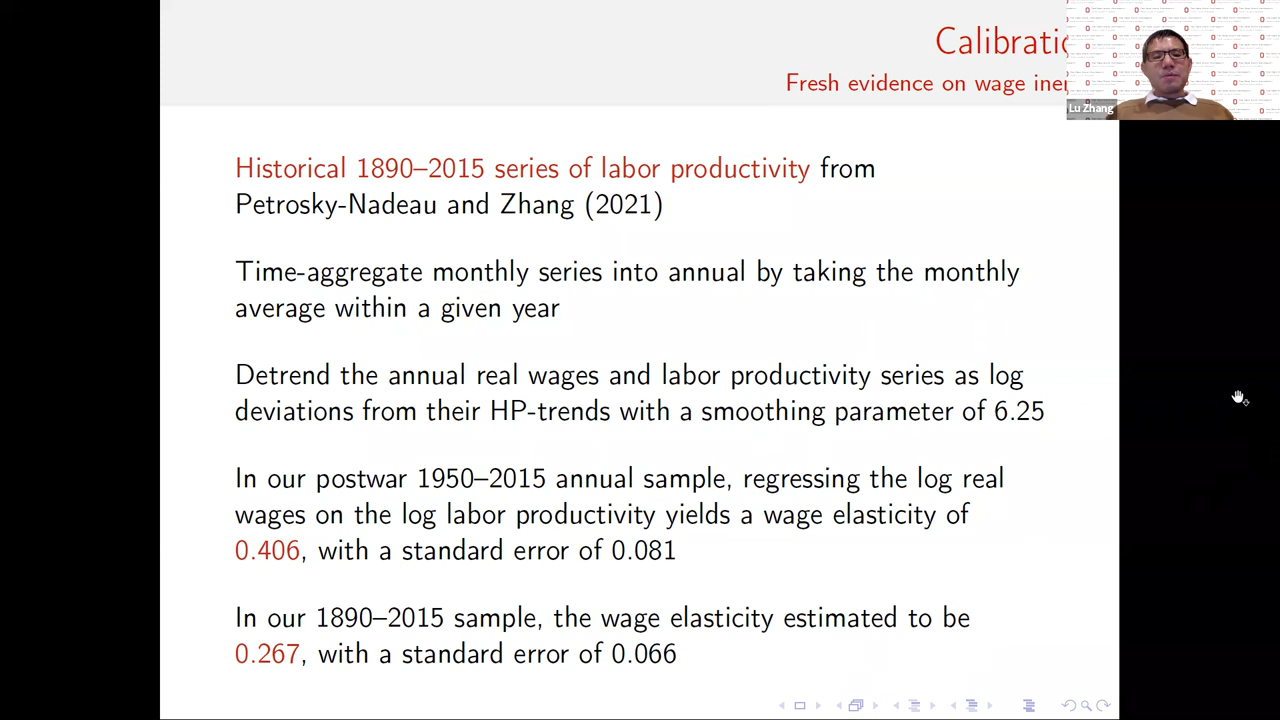 Calibratio
Fresh evidence on wage iner
Lu Zhang
Historical 1890–2015 series of labor productivity from
Petrosky-Nadeau and Zhang (2021)
Time-aggregate monthly series into annual by taking the monthly
average within a given year
Detrend the annual real wages and labor productivity series as log
deviations from their HP-trends with a smoothing parameter of 6.25
In our postwar 1950–2015 annual sample, regressing the log real
wages on the log labor productivity yields a wage elasticity of
0.406, with a standard error of 0.081
In our 1890–2015 sample, the wage elasticity estimated to be
0.267, with a standard error of 0.066